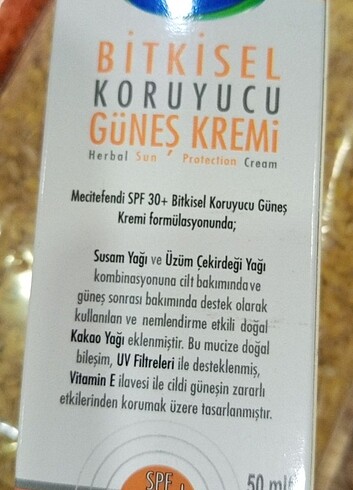 BİTKİSEL
KORUYUCU
GÜNEŞ KREMİ
Herbal Sun Protection Cream
Mecitefendi SPF 30+ Bitkisel Koruyucu Güneş
Kremi formülasyonunda;
Susam Yağı ve Üzüm Çekirdeği Yağı
kombinasyonuna cilt bakımında ve
güneş sonrası bakımında destek olarak
kullanılan ve nemlendirme etkili doğal
Kakao Yağı eklenmiştir. Bu mucize doğal
bileşim, UV Filtreleri ile desteklenmiş,
Vitamin E ilavesi ile cildi güneşin zararlı
etkilerinden korumak üzere tasarlanmıştır.
SPF
50 ml